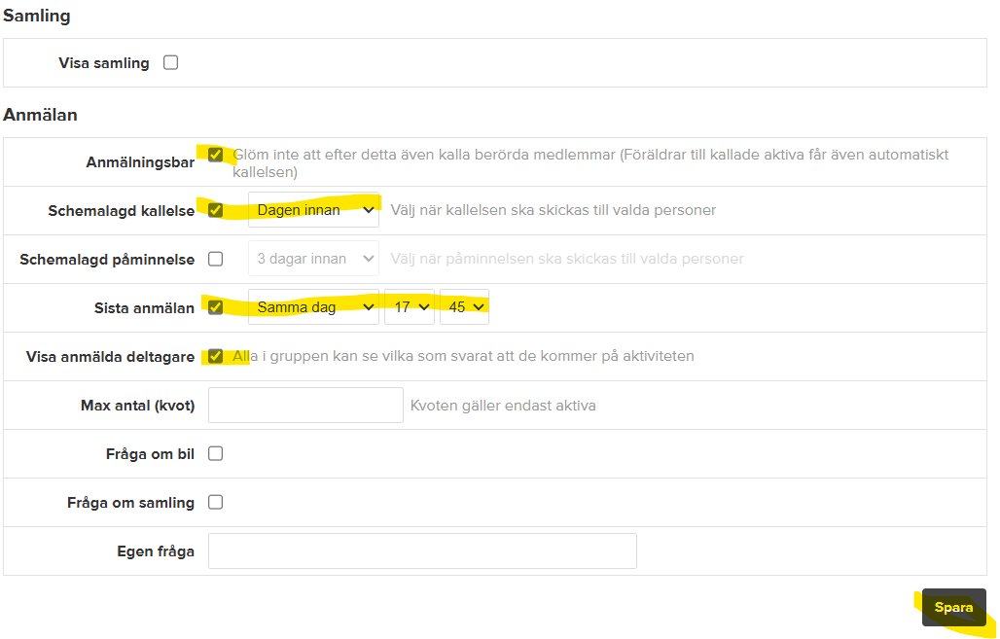 Samling
Visa samling
Anmälan
Anmälningsbar Glöm inte att efter detta även kalla berörda medlemmar (Föräldrar till kallade aktiva får även automatiskt
kallelsen)
Schemalagd kallelse Dagen innan Välj när kallelsen ska skickas till valda personer
Schemalagd påminnelse 3 dagar innan Välj när påminnelsen ska skickas till valda personer
Sista anmälan Samma dag 17 45
Visa anmälda deltagare Alla i gruppen kan se vilka som svarat att de kommer på aktiviteten
Max antal (kvot) Kvoten gäller endast aktiva
Fråga om bil
Fråga om samling
Egen fråga
Spara